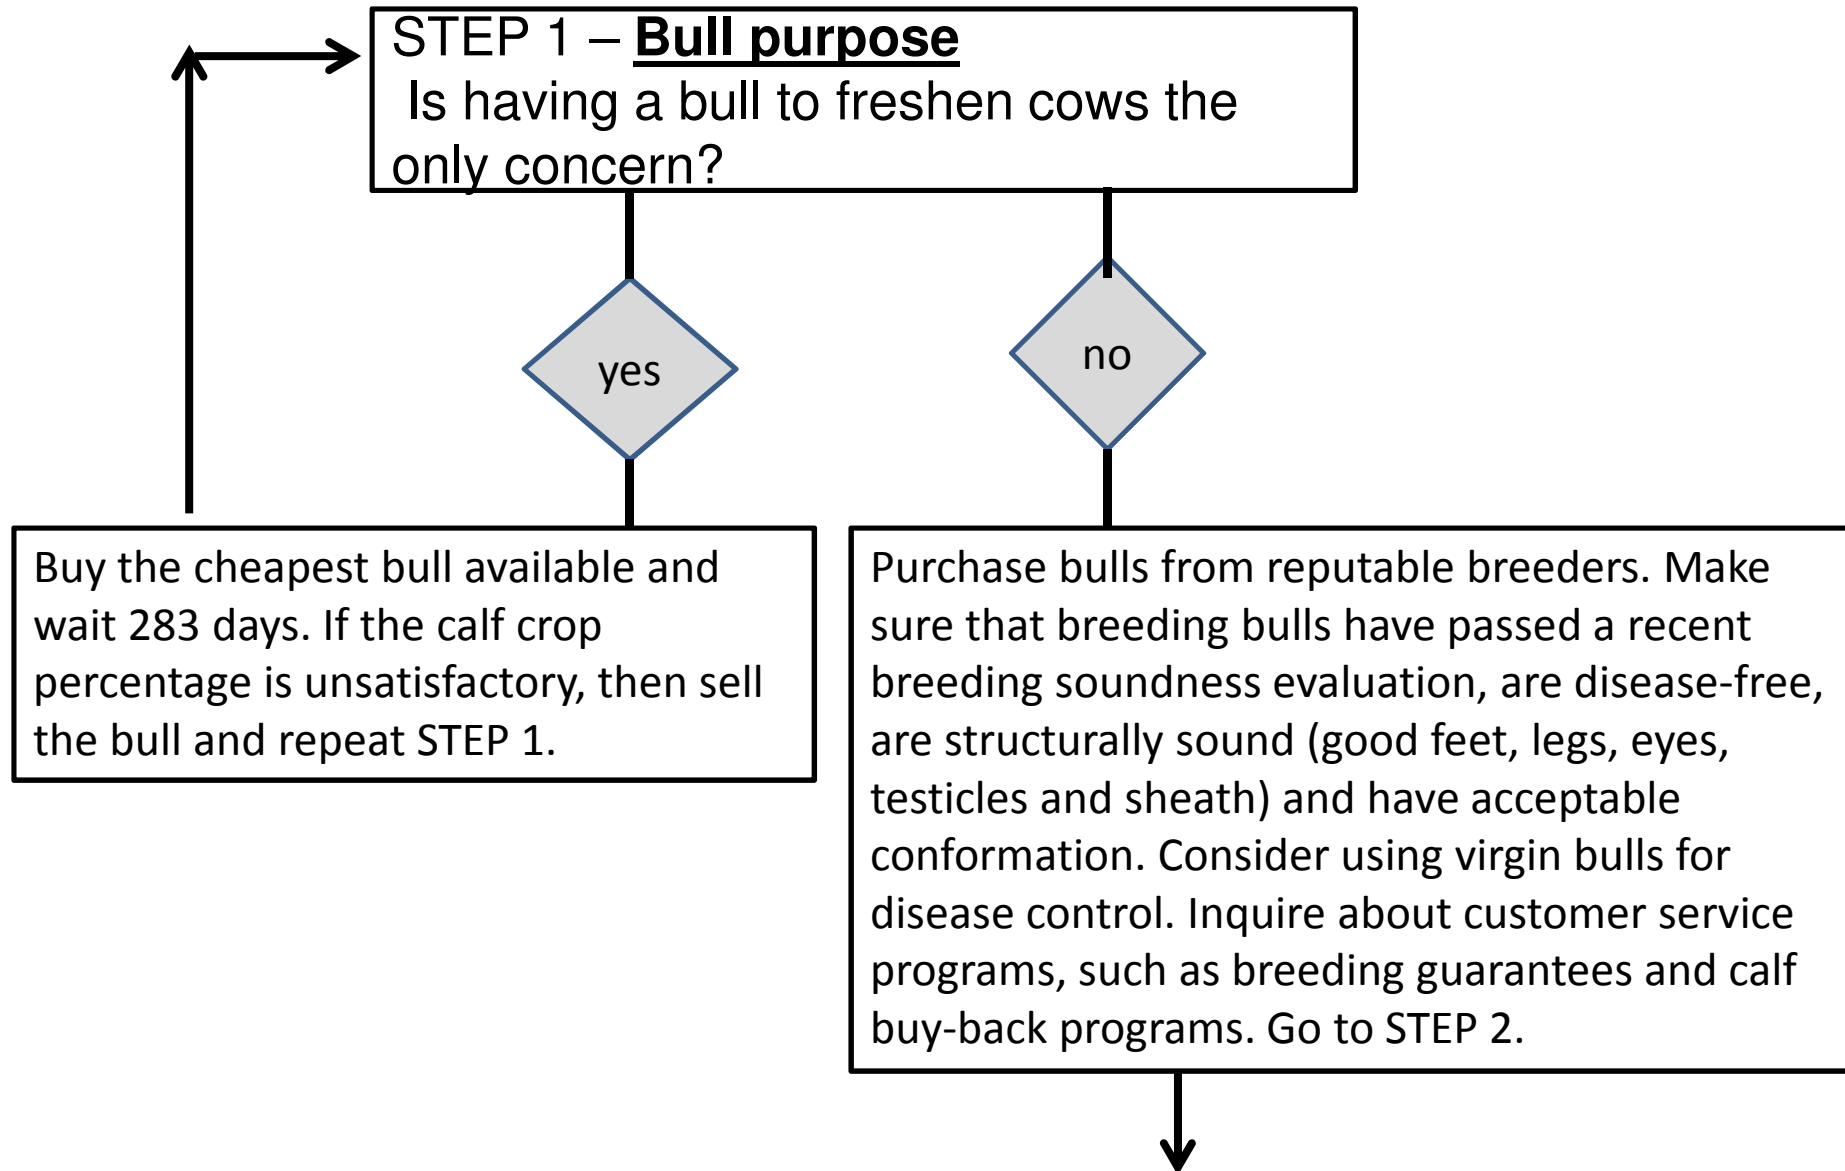 STEP 1 – Bull purpose
Is having a bull to freshen cows the
only concern?
yes
no
Buy the cheapest bull available and
wait 283 days. If the calf crop
percentage is unsatisfactory, then sell
the bull and repeat STEP 1.
Purchase bulls from reputable breeders. Make
sure that breeding bulls have passed a recent
breeding soundness evaluation, are disease-free,
are structurally sound (good feet, legs, eyes,
testicles and sheath) and have acceptable
conformation. Consider using virgin bulls for
disease control. Inquire about customer service
programs, such as breeding guarantees and calf
buy-back programs. Go to STEP 2.